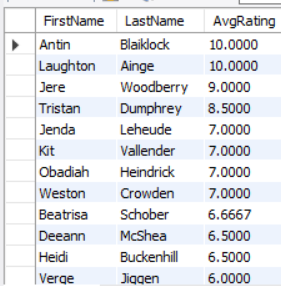 FirstName LastName AvgRating
Antin Blaiklock 10.0000
Laughton Ainge 10.0000
Jere Woodberry 9.0000
Tristan Dumphrey 8.5000
Jenda Leheude 7.0000
Kit Vallender 7.0000
Obadiah Heindrick 7.0000
Weston Crowden 7.0000
Beatrisa Schober 6.6667
Deeann McShea 6.5000
Heidi Buckenhill 6.5000
Verge Jiggen 6.0000